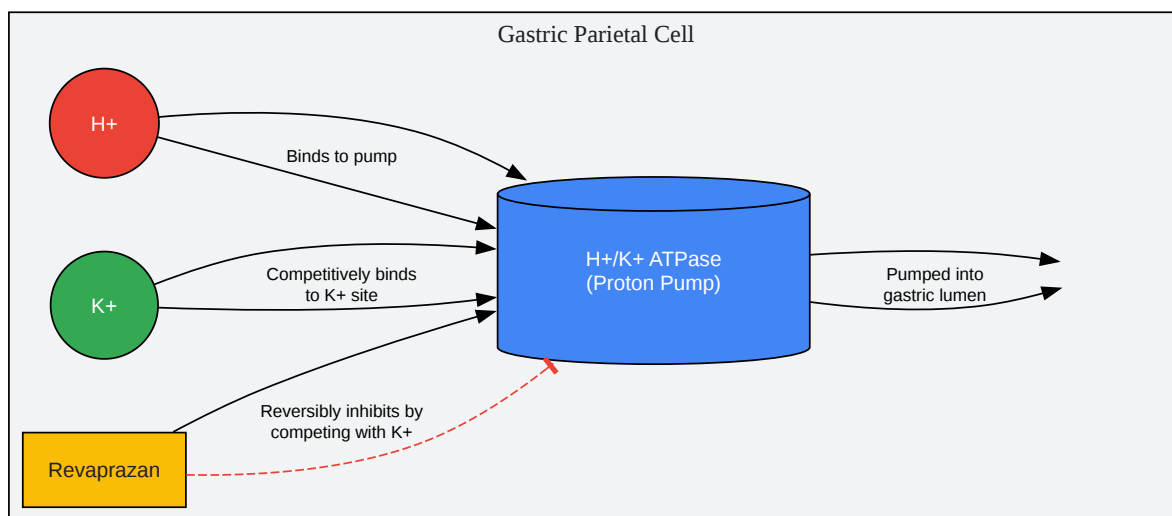 Gastric Parietal Cell
H+
Binds to pump
K+
Competitively binds
to K+ site
H+/K+ ATPase
(Proton Pump)
Pumped into
gastric lumen
Reversibly inhibits by
competing with K+
Revaprazan